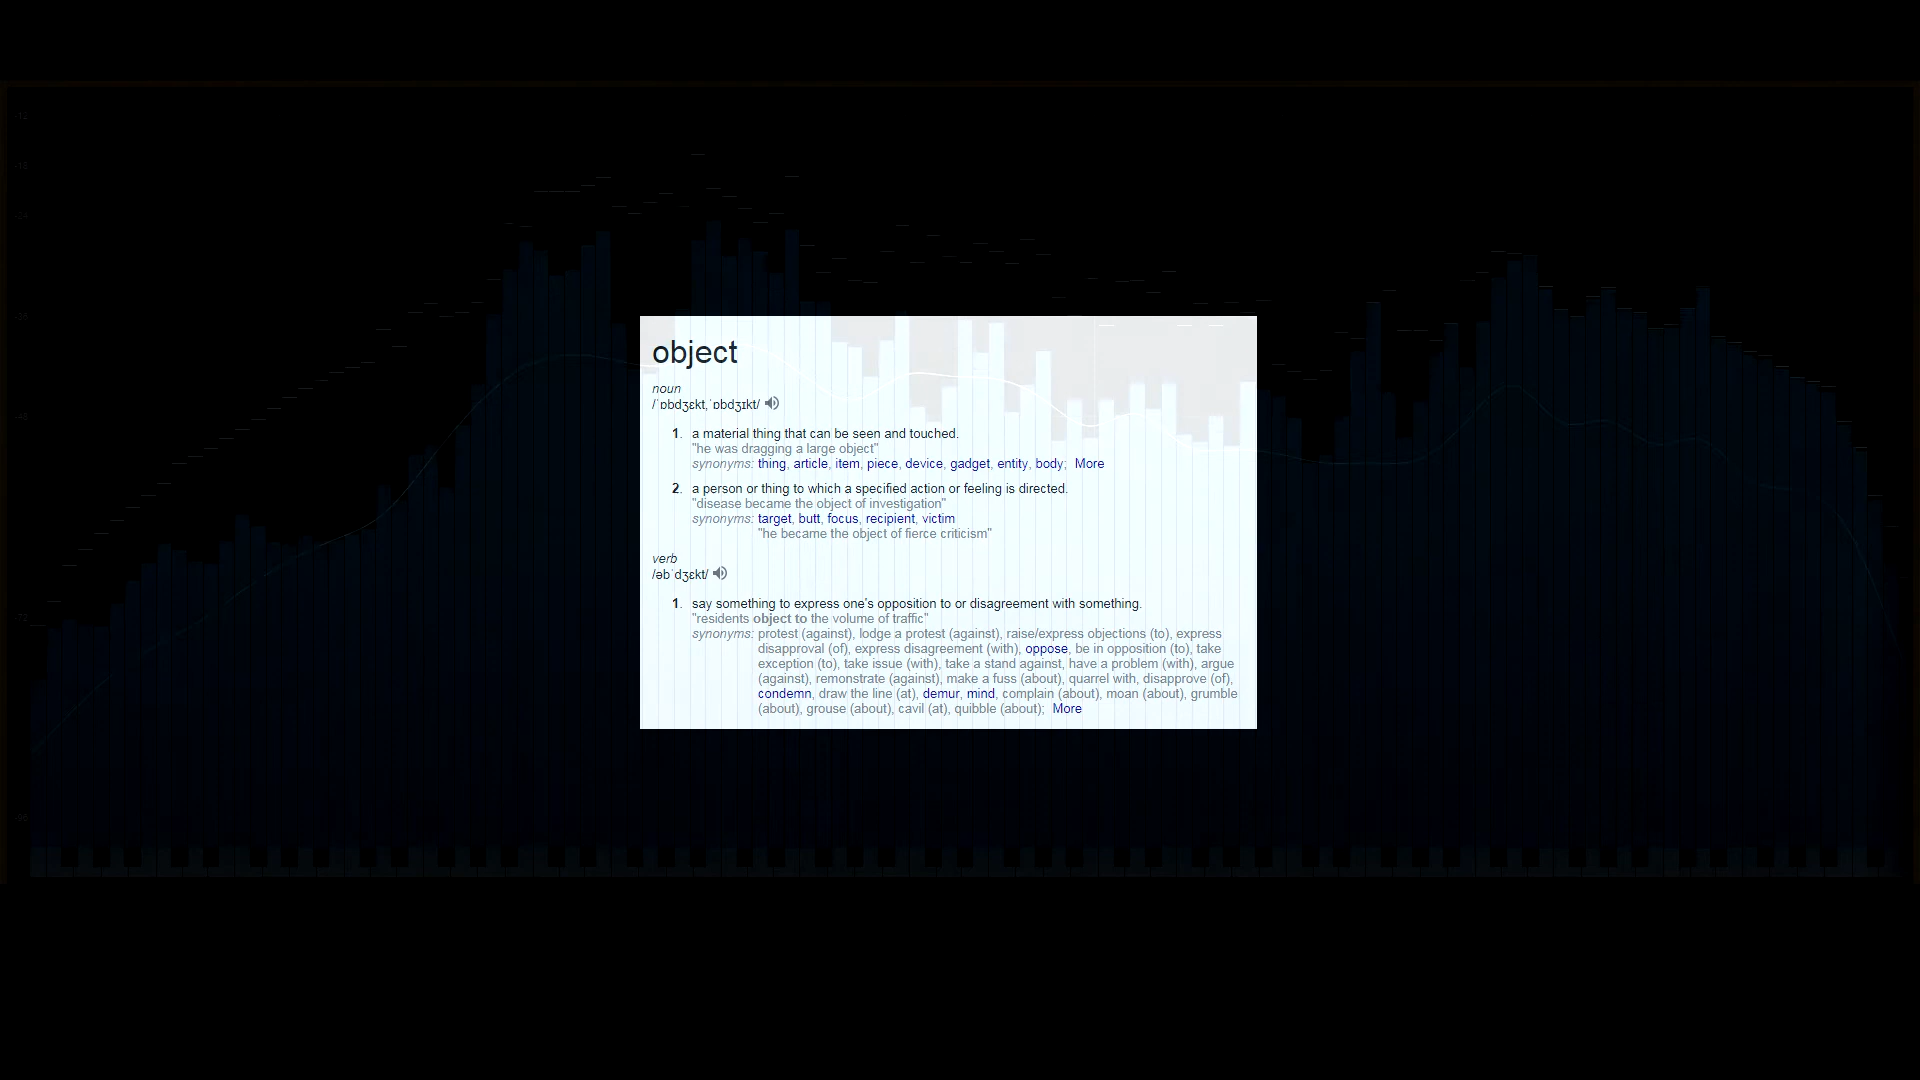 12
-18
-24
-36
-48
-72
-96
object
noun
/ˈɒbdʒɛkt,ˈɒbdʒɪkt/
1. a material thing that can be seen and touched.
"he was dragging a large object"
synonyms: thing, article, item, piece, device, gadget, entity, body; More
2. a person or thing to which a specified action or feeling is directed.
"disease became the object of investigation"
synonyms: target, butt, focus, recipient, victim
"he became the object of fierce criticism"
verb
/əbˈdʒɛkt/
1. say something to express one's opposition to or disagreement with something.
"residents object to the volume of traffic"
synonyms: protest (against), lodge a protest (against), raise/express objections (to), express
disapproval (of), express disagreement (with), oppose, be in opposition (to), take
exception (to), take issue (with), take a stand against, have a problem (with), argue
(against), remonstrate (against), make a fuss (about), quarrel with, disapprove (of),
condemn, draw the line (at), demur, mind, complain (about), moan (about), grumble
(about), grouse (about), cavil (at), quibble (about); More